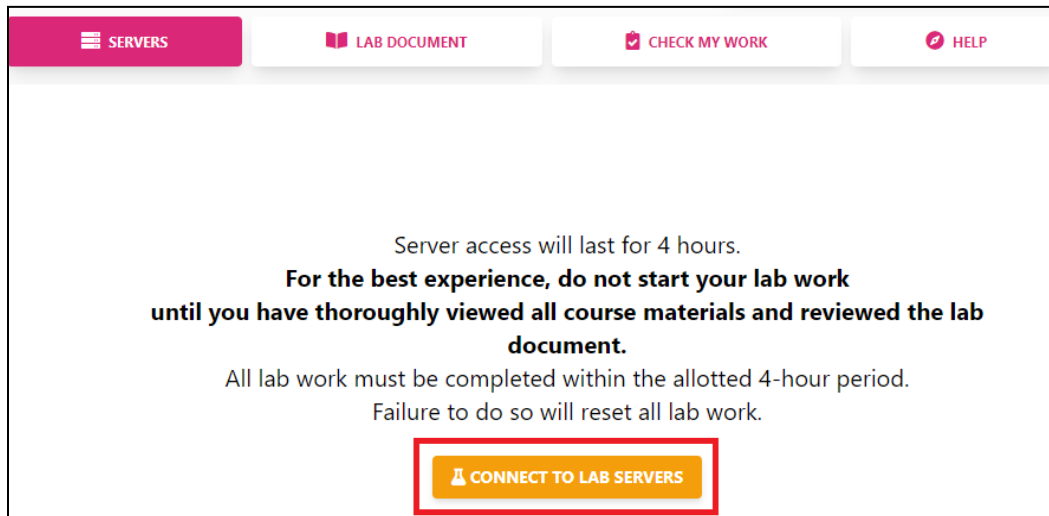 SERVERS
LAB DOCUMENT
CHECK MY WORK
HELP
Server access will last for 4 hours.
For the best experience, do not start your lab work
until you have thoroughly viewed all course materials and reviewed the lab
document.
All lab work must be completed within the allotted 4-hour period.
Failure to do so will reset all lab work.
CONNECT TO LAB SERVERS